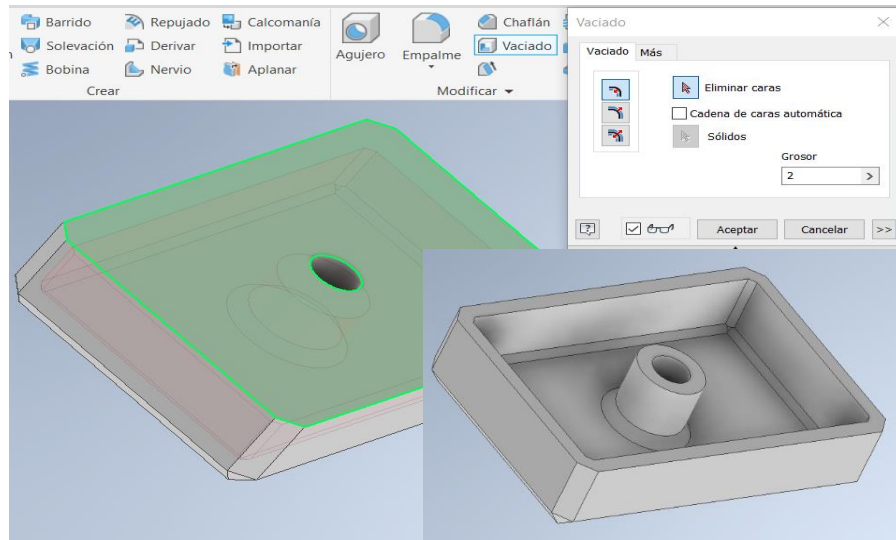 Barrido
Repujado
Calcomanía
Solevación
Derivar
Importar
Bobina
Nervio
Aplanar
Crear
Agujero
Empalme
Chaflán
Vaciado
Modificar
Vaciado
Vaciado Más
Eliminar caras
Cadena de caras automática
Sólidos
Grosor
2 >
Aceptar Cancelar >>